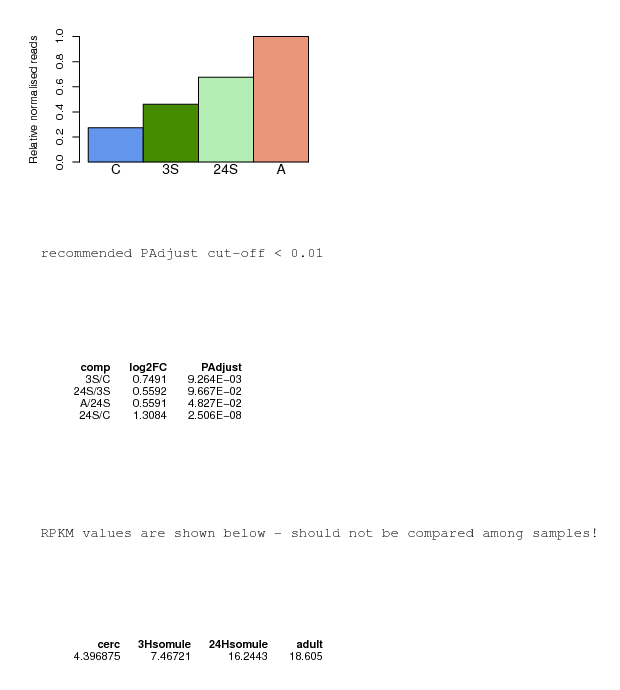 Relative normalised reads
1.0
0.8
0.6
0.4
0.2
0.0
C 3S 24S A
recommended PAdjust cut-off < 0.01
comp log2FC PAdjust
3S/C 0.7491 9.264E−03
24S/3S 0.5592 9.667E−02
A/24S 0.5591 4.827E−02
24S/C 1.3084 2.506E−08
RPKM values are shown below - should not be compared among samples!
cerc 3Hsomule 24Hsomule adult
4.396875 7.46721 16.2443 18.605